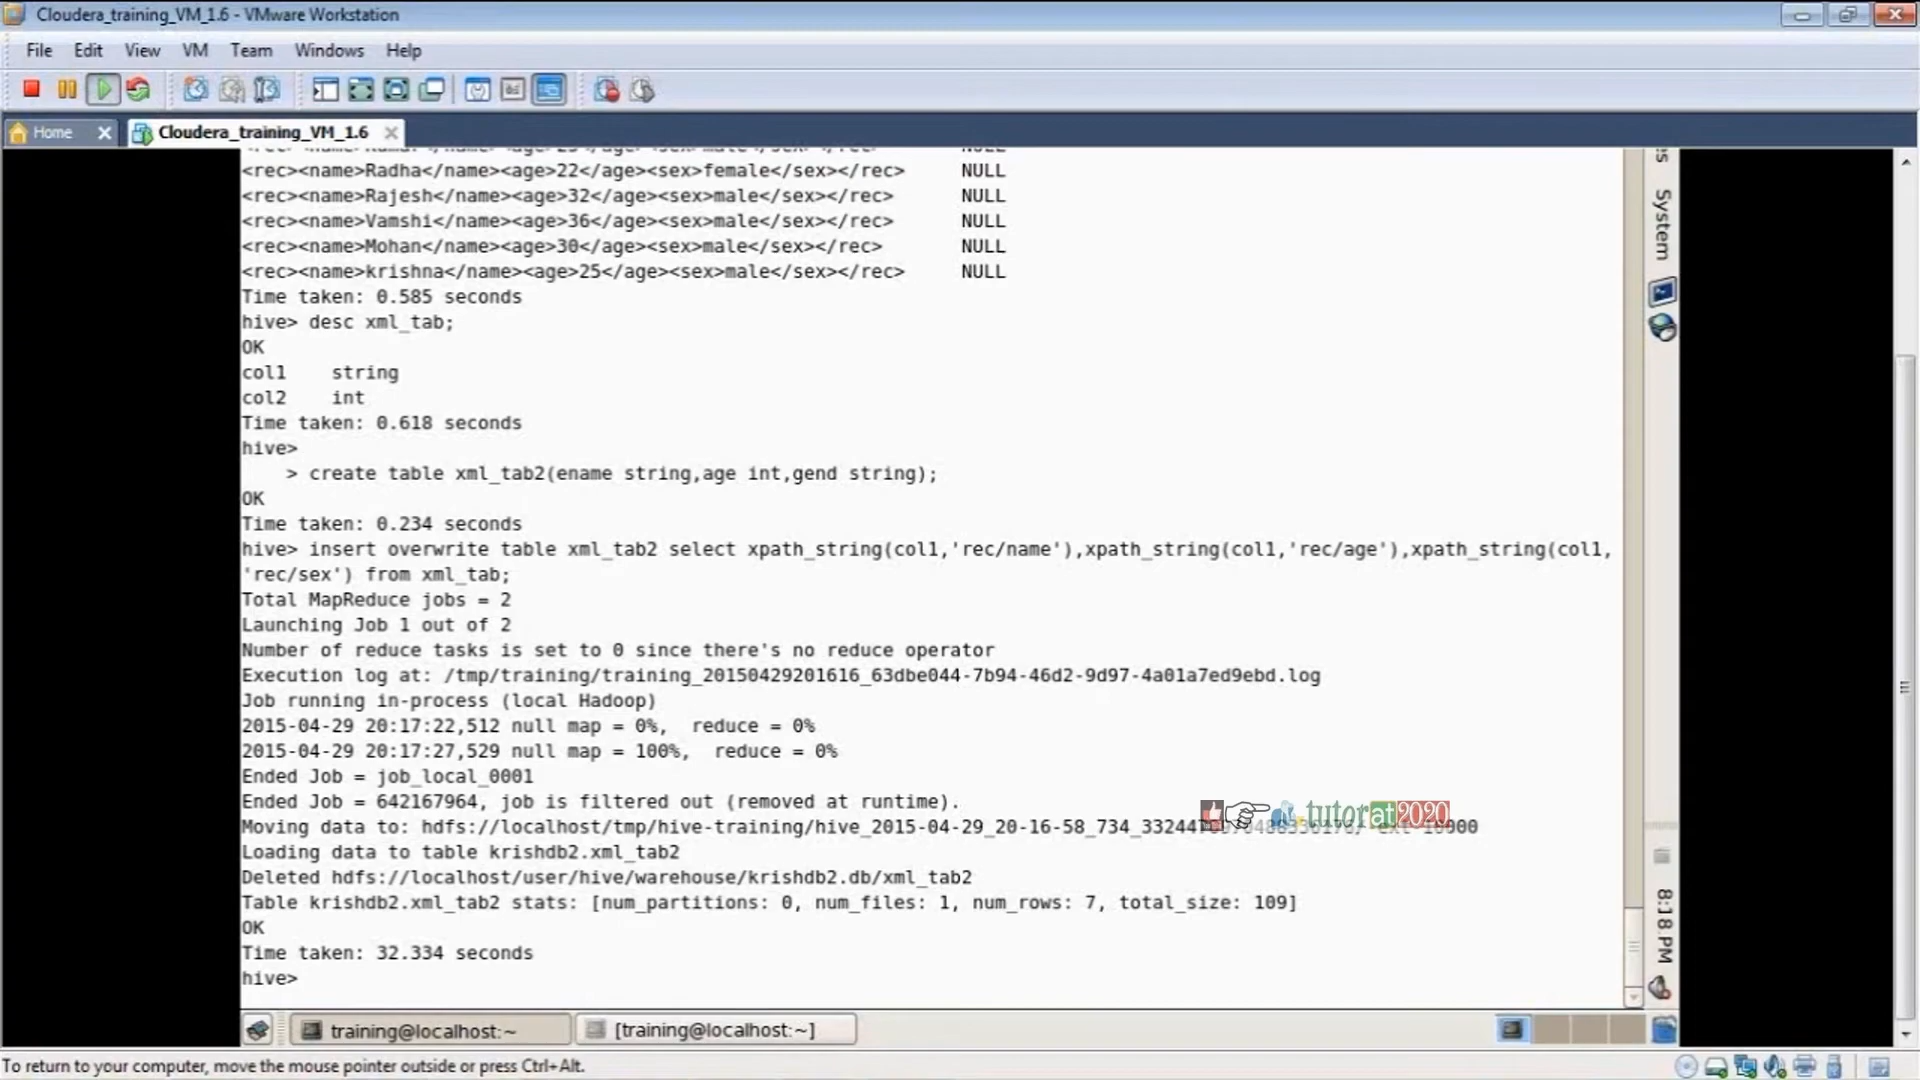 Cloudera_training_VM_1.6 - VMware Workstation
File Edit View VM Team Windows Help
Home Cloudera_training_VM_1.6
NULL
<rec><name>Radha</name><age>22</age><sex>female</sex></rec> NULL
<rec><name>Rajesh</name><age>32</age><sex>male</sex></rec> NULL
<rec><name>Vamshi</name><age>36</age><sex>male</sex></rec> NULL
<rec><name>Mohan</name><age>30</age><sex>male</sex></rec> NULL
<rec><name>krishna</name><age>25</age><sex>male</sex></rec> NULL
Time taken: 0.585 seconds
hive> desc xml_tab;
OK
col1 string
col2 int
Time taken: 0.618 seconds
hive>
> create table xml_tab2(ename string,age int,gend string);
OK
Time taken: 0.234 seconds
hive> insert overwrite table xml_tab2 select xpath_string(col1,'rec/name'),xpath_string(col1,'rec/age'),xpath_string(col1,
'rec/sex') from xml_tab;
Total MapReduce jobs = 2
Launching Job 1 out of 2
Number of reduce tasks is set to 0 since there's no reduce operator
Execution log at: /tmp/training/training_20150429201616_63dbe044-7b94-46d2-9d97-4a01a7ed9ebd.log
Job running in-process (local Hadoop)
2015-04-29 20:17:22,512 null map = 0%, reduce = 0%
2015-04-29 20:17:27,529 null map = 100%, reduce = 0%
Ended Job = job_local_0001
Ended Job = 642167964, job is filtered out (removed at runtime).
tutorat2020
Moving data to:
Loading data to table krishdb2.xml_tab2
Deleted hdfs://localhost/user/hive/warehouse/krishdb2.db/xml_tab2
Table krishdb2.xml_tab2 stats: [num_partitions: 0, num_files: 1, num_rows: 7, total_size: 109]
OK
Time taken: 32.334 seconds
hive>
System
8:18 PM
training@localhost:~ [training@localhost:~]
To return to your computer, move the mouse pointer outside or press Ctrl+Alt.